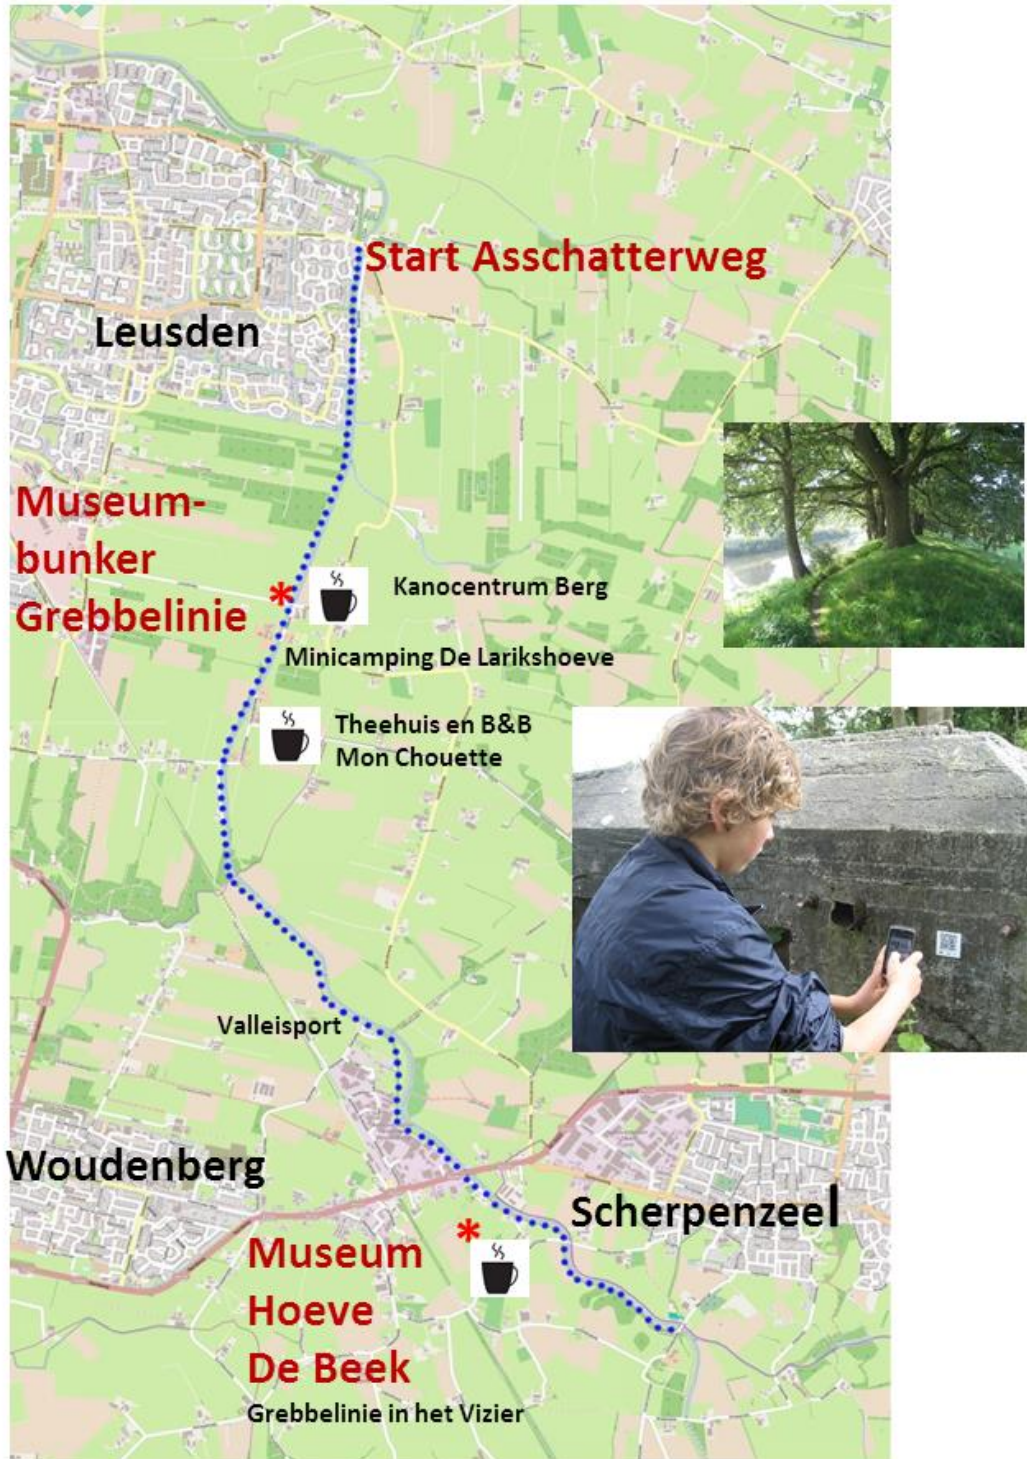 Start Asschatterweg
Leusden
Museum-
bunker
Grebbelinie
Kanocentrum Berg
Minicamping De Larikshoeve
Theehuis en B&B
Mon Chouette
Valleisport
Woudenberg
Scherpenzeel
Museum
Hoeve
De Beek
Grebbelinie in het Vizier